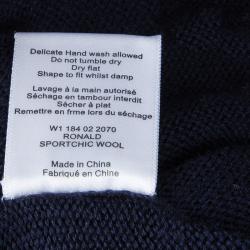 Delicate Hand wash allowed
Do not tumble dry
Dry flat
Shape to fit whilst damp
Lavage à la main autorisé
Séchage en tambour interdit
Sécher à plat
Remettre en frme lors du séchage
W1 184 02 2070
RONALD
SPORTCHIC WOOL
Made in China
Fabriqué en Chine